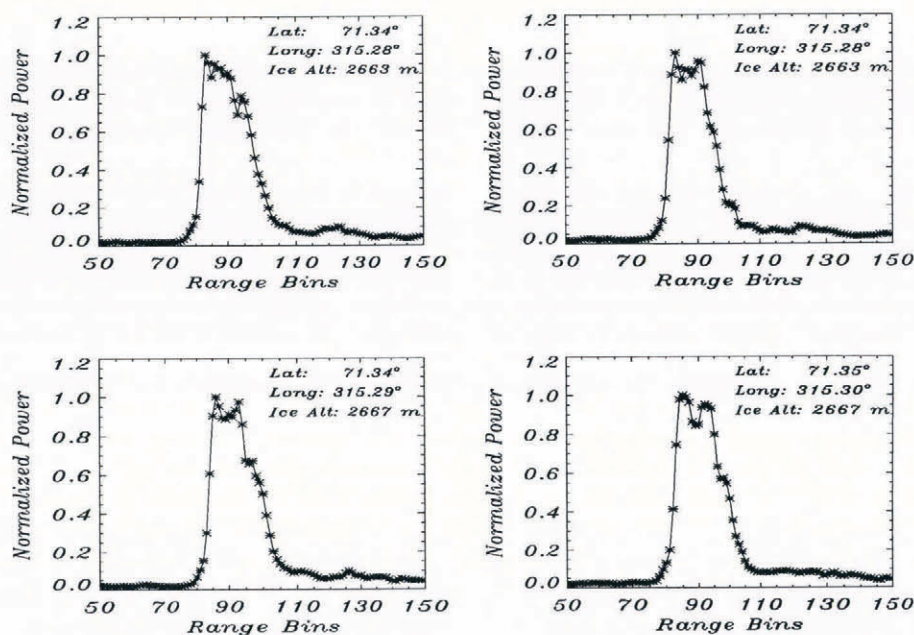 1.2
1.0
0.8
0.6
0.4
0.2
0.0
Normalized Power
Lat: 71.34°
Long: 315.28°
Ice Alt: 2663 m
50 70 90 110 130 150
Range Bins
1.2
1.0
0.8
0.6
0.4
0.2
0.0
Normalized Power
Lat: 71.34°
Long: 315.28°
Ice Alt: 2663 m
50 70 90 110 130 150
Range Bins
1.2
1.0
0.8
0.6
0.4
0.2
0.0
Normalized Power
Lat: 71.34°
Long: 315.29°
Ice Alt: 2667 m
50 70 90 110 130 150
Range Bins
1.2
1.0
0.8
0.6
0.4
0.2
0.0
Normalized Power
Lat: 71.35°
Long: 315.30°
Ice Alt: 2667 m
50 70 90 110 130 150
Range Bins